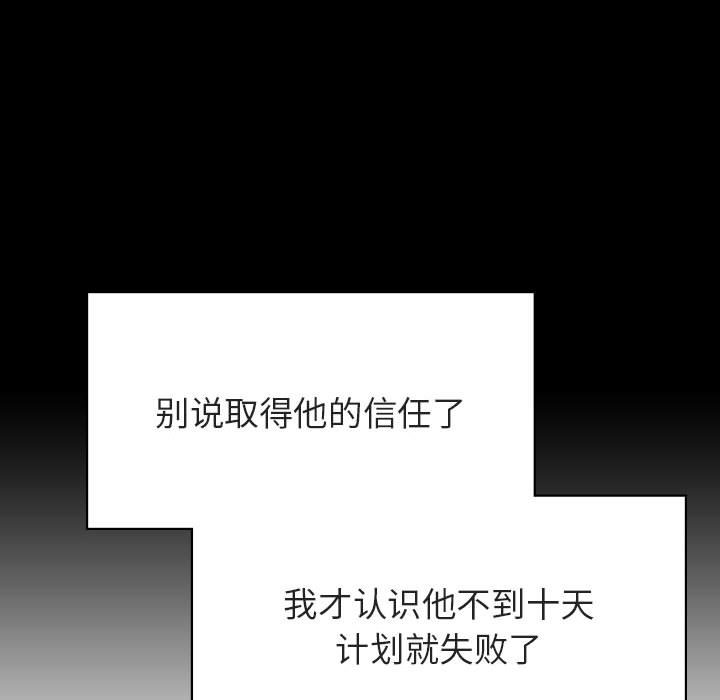 别说取得他的信任了
我才认识他不到十天
计划就失败了